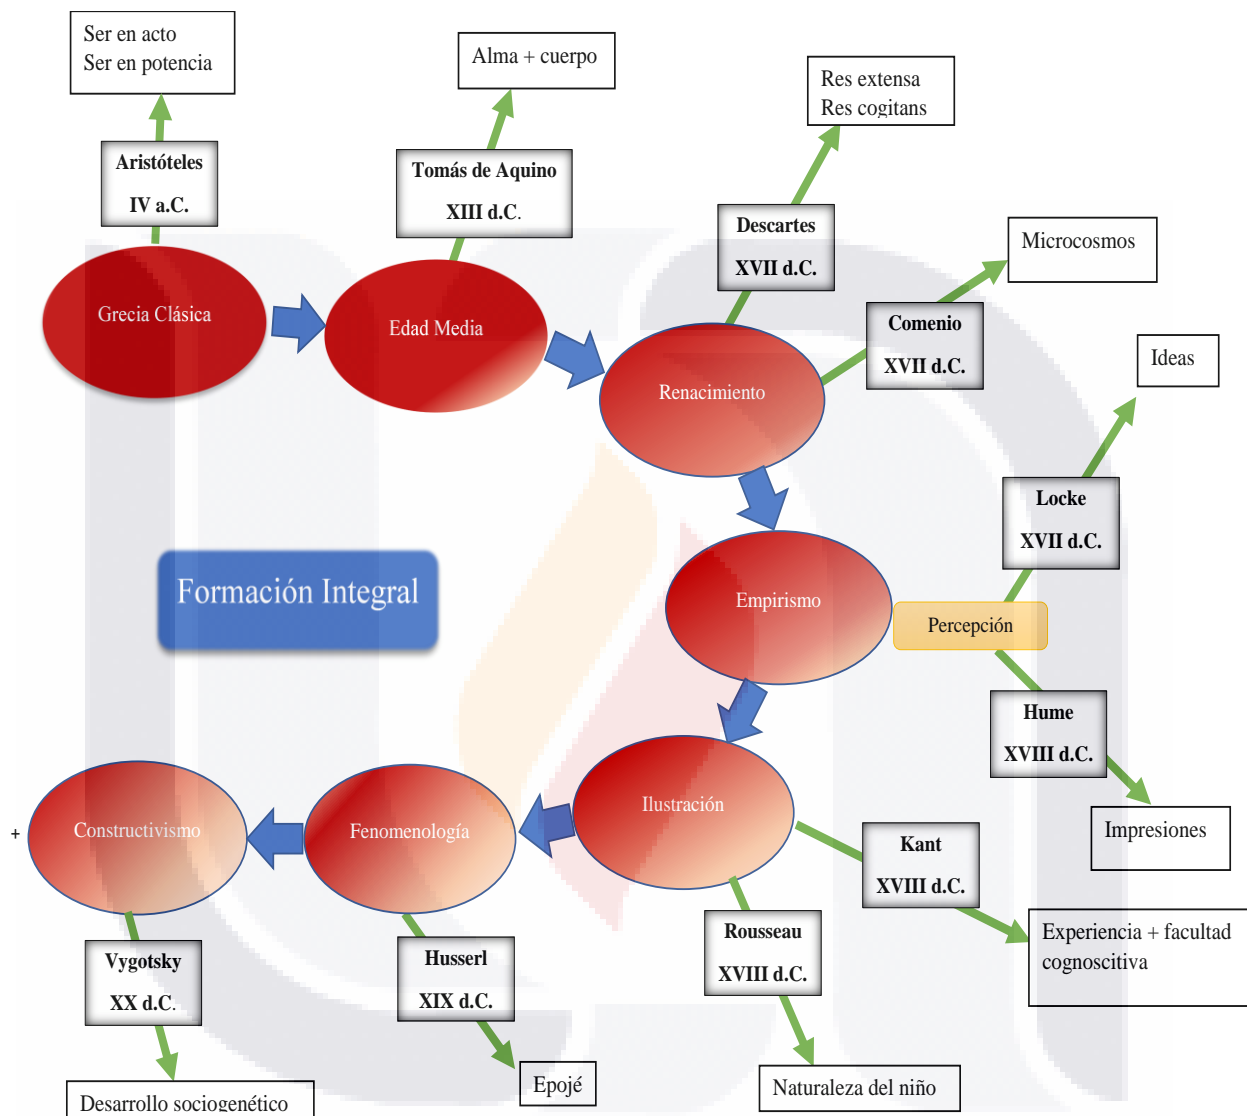 Ser en acto
Ser en potencia
Aristóteles
IV a.C.
Grecia Clásica
Alma + cuerpo
Tomás de Aquino
XIII d.C.
Edad Media
Res extensa
Res cogitans
Descartes
XVII d.C.
Renacimiento
Microcosmos
Comenio
XVII d.C.
Ideas
Locke
XVII d.C.
Empirismo
Percepción
Hume
XVIII d.C.
Impresiones
Formación Integral
Ilustración
Kant
XVIII d.C.
Experiencia + facultad
cognoscitiva
Rousseau
XVIII d.C.
Naturaleza del niño
Fenomenología
Husserl
XIX d.C.
Epojé
+
Constructivismo
Vygotsky
XX d.C.
Desarrollo sociogenético